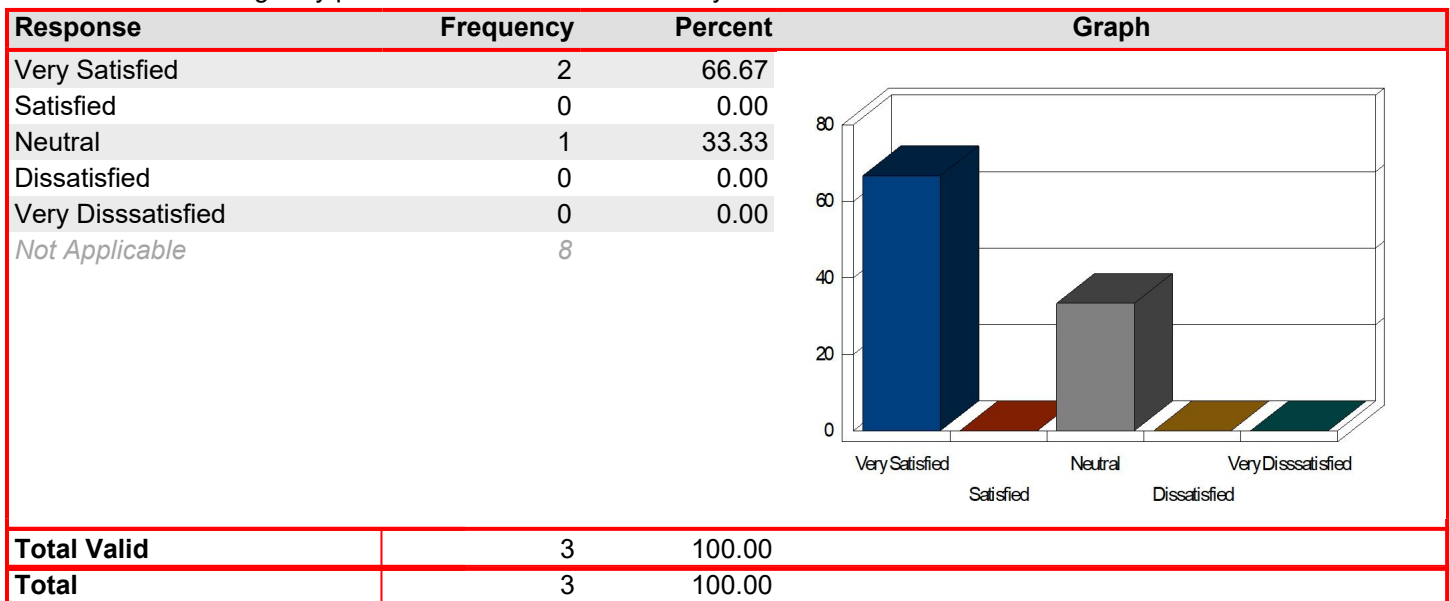 Response Frequency Percent Graph
Very Satisfied 2 66.67
Satisfied 0 0.00
Neutral 1 33.33
Dissatisfied 0 0.00
Very Disssatisfied 0 0.00
Not Applicable 8
80
60
40
20
0
Very Satisfied Neutral Very Disssatisfied
Satisfied Dissatisfied
Total Valid 3 100.00
Total 3 100.00